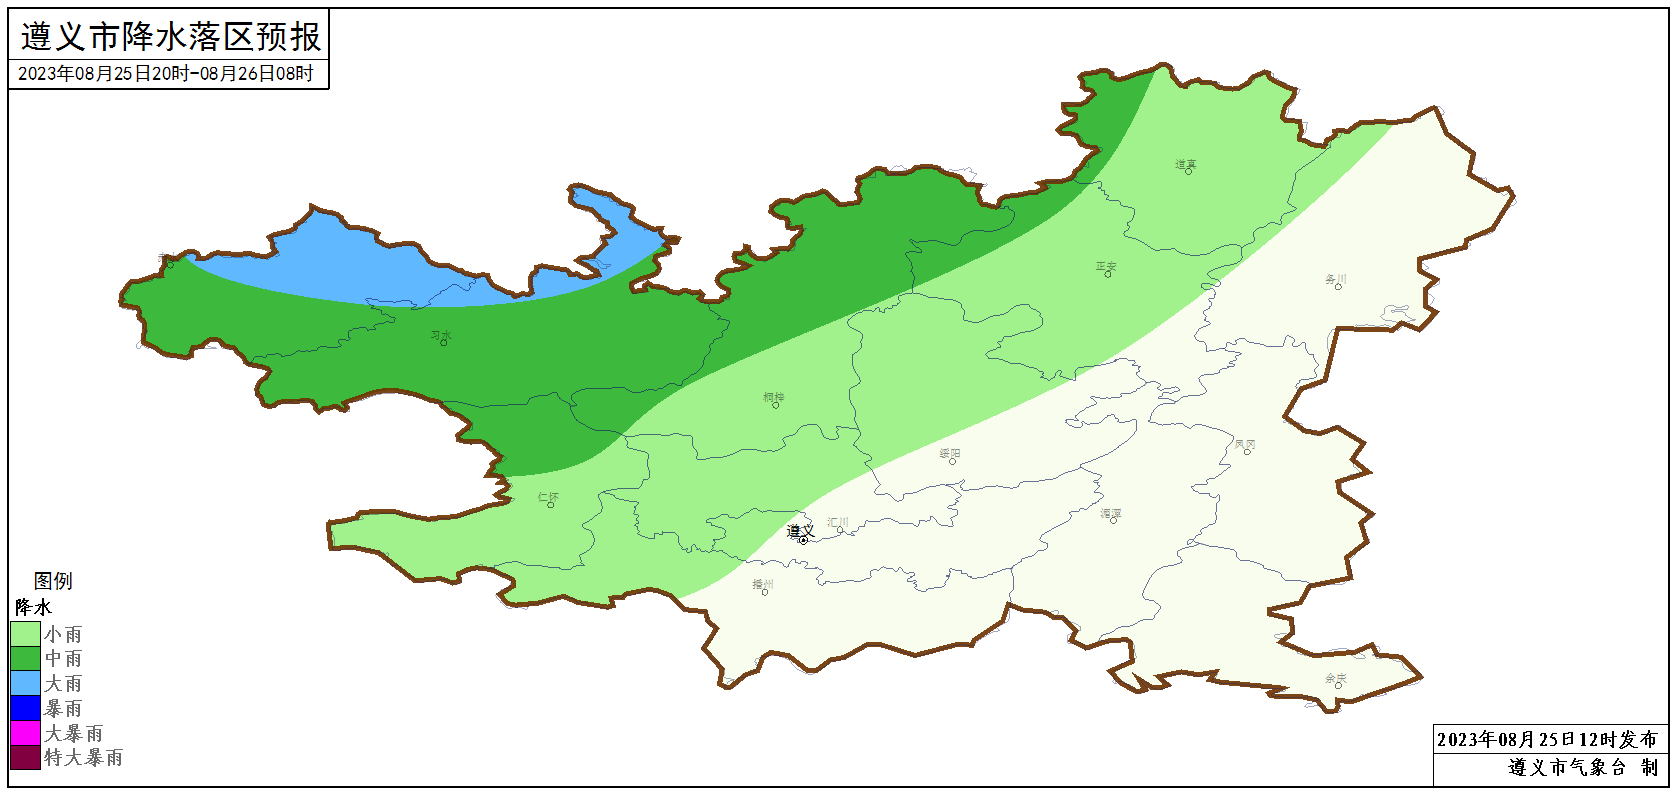 遵义市降水落区预报
2023年08月25日20时-08月26日08时
道真
正安
务川
习水
桐梓
绥阳
凤冈
仁怀
汇川
湄潭
遵义
播州
余庆
图例
降水
小雨
中雨
大雨
暴雨
大暴雨
特大暴雨
2023年08月25日12时发布
遵义市气象台 制